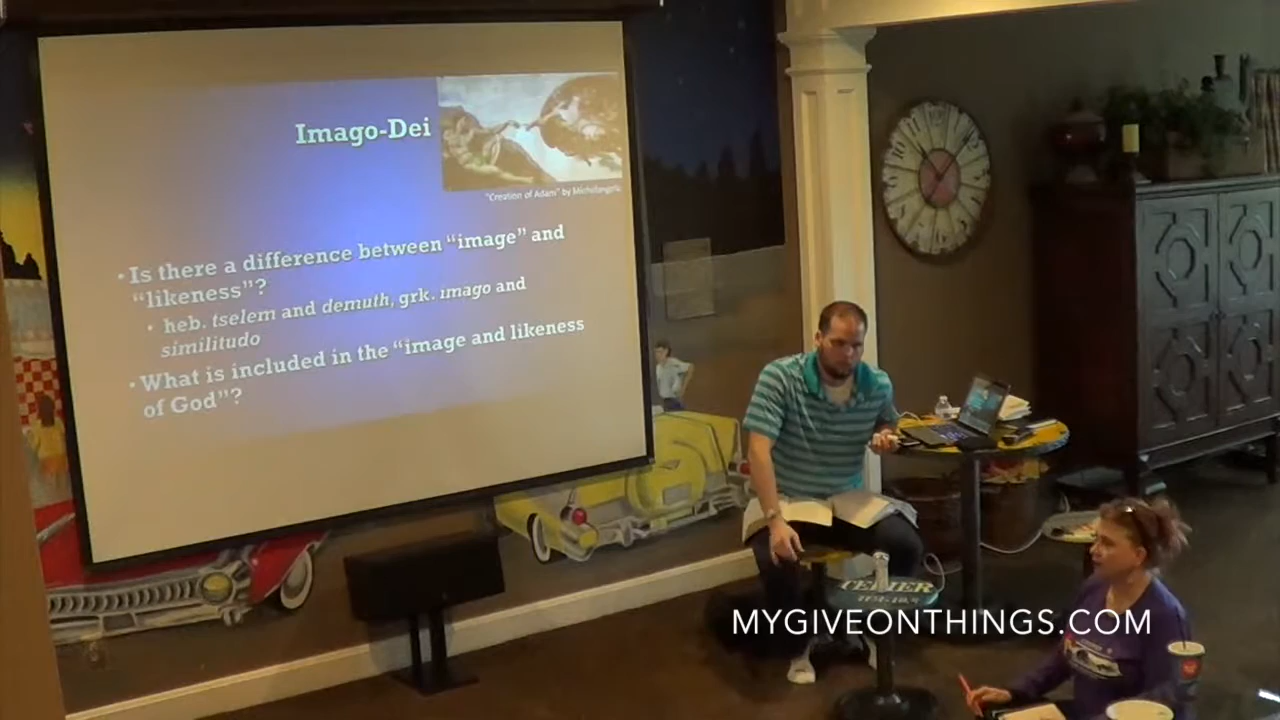 Imago-Dei
"Creation of Adam" by Michelangelo
• Is there a difference between "image" and
"likeness"?
• heb. tselem and demuth, grk. imago and
similitudo
• What is included in the "image and likeness
of God"?
MYGIVEONTHINGS.COM